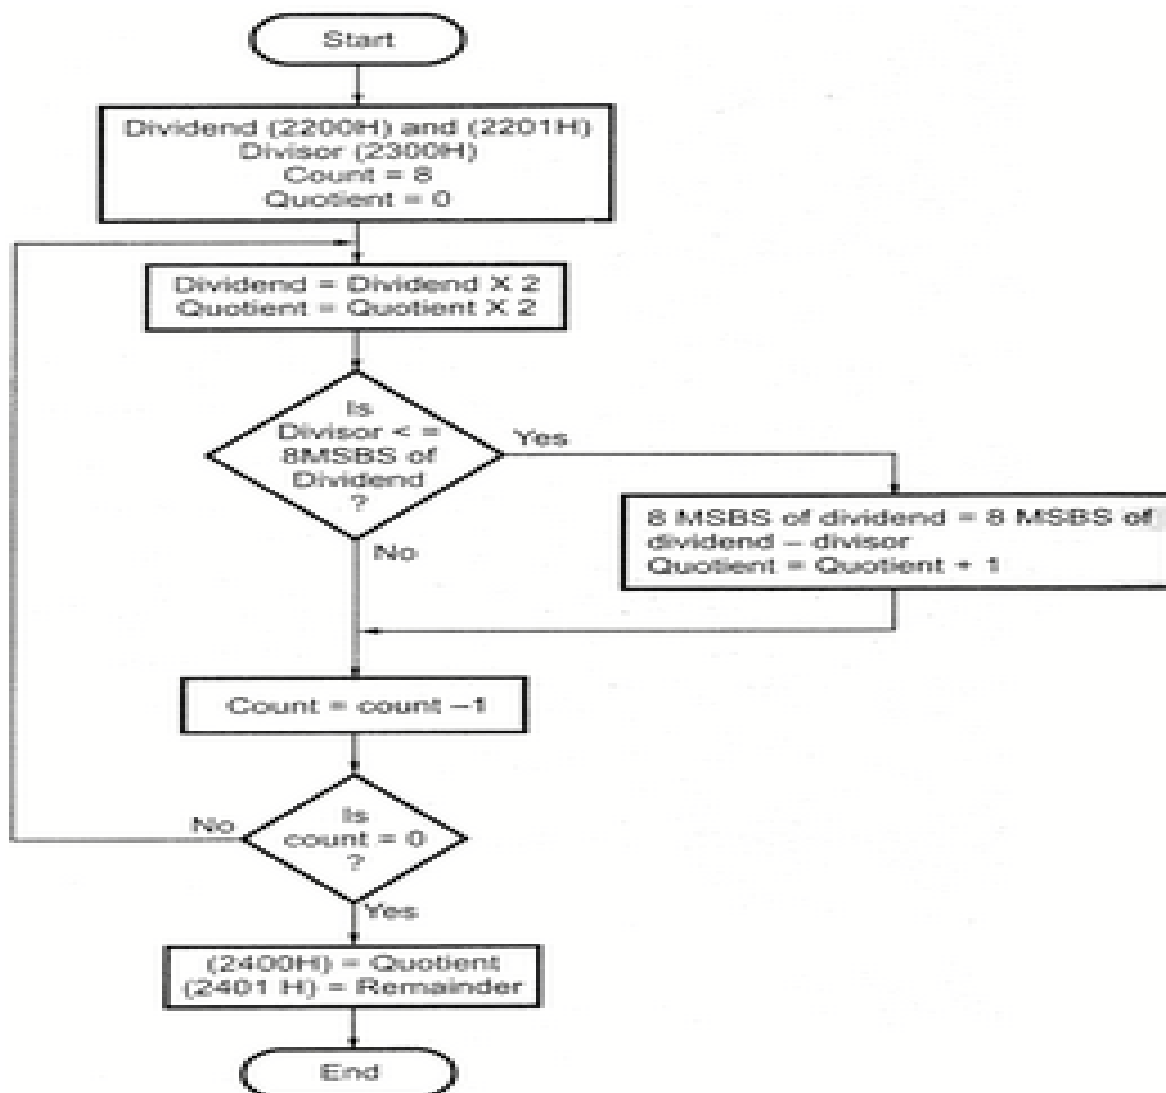 Start
Dividend (2200H) and (2201H)
Divisor (2300H)
Count = 8
Quotient = 0
Dividend = Dividend X 2
Quotient = Quotient X 2
Is
Divisor < =
8MSBS of
Dividend
?
Yes
8 MSBS of dividend = 8 MSBS of
dividend – divisor
Quotient = Quotient + 1
No
Count = count –1
Is
count = 0
?
No
Yes
(2400H) = Quotient
(2401 H) = Remainder
End